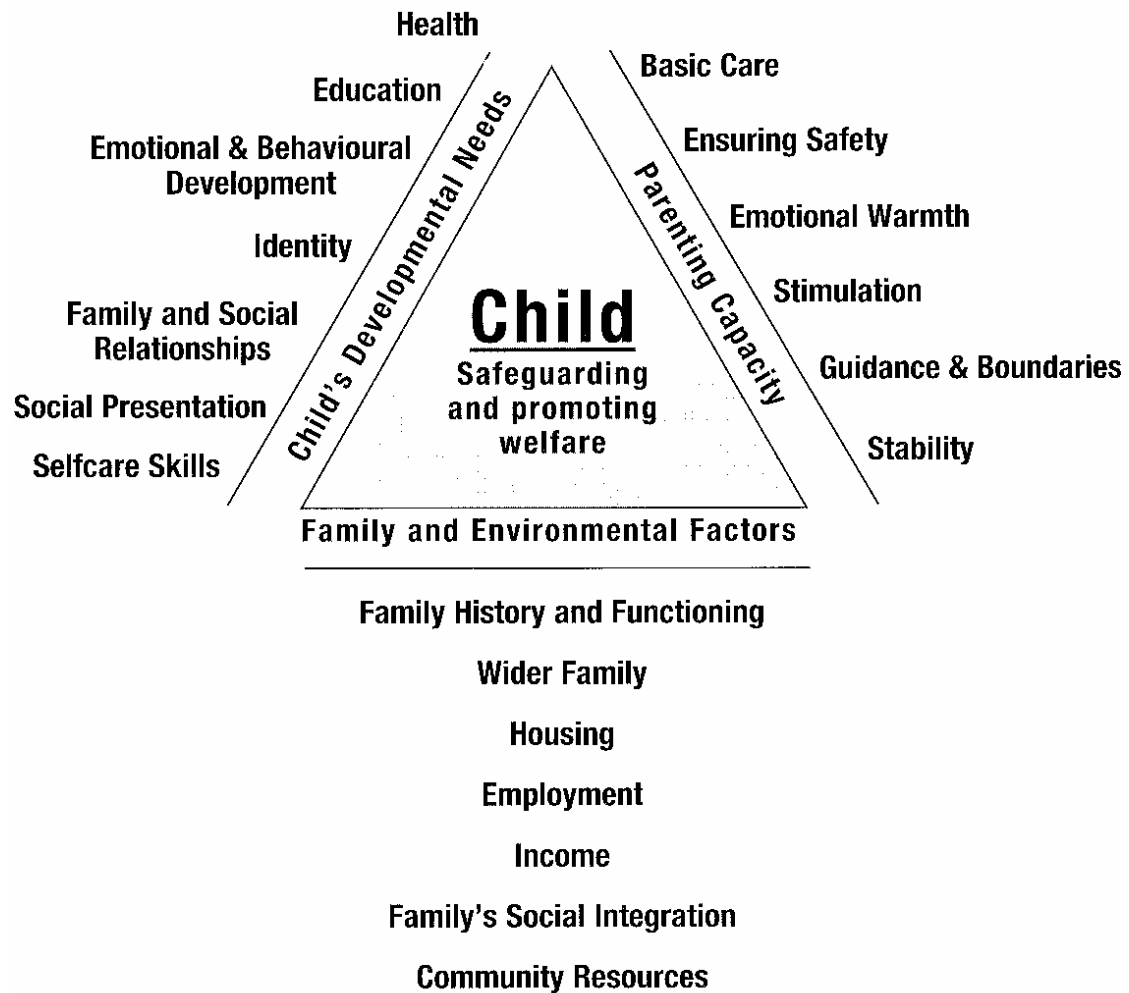 Health
Education
Emotional & Behavioural
Development
Identity
Family and Social
Relationships
Social Presentation
Selfcare Skills
Child's Developmental Needs
Child
Safeguarding
and promoting
welfare
Parenting Capacity
Basic Care
Ensuring Safety
Emotional Warmth
Stimulation
Guidance & Boundaries
Stability
Family and Environmental Factors
Family History and Functioning
Wider Family
Housing
Employment
Income
Family's Social Integration
Community Resources